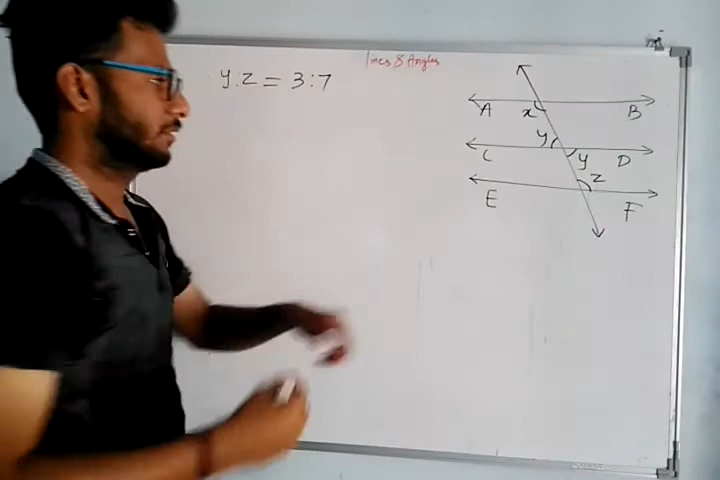 Lines & Angles
y.z = 3:7
A x B
y
C y D
z
E F